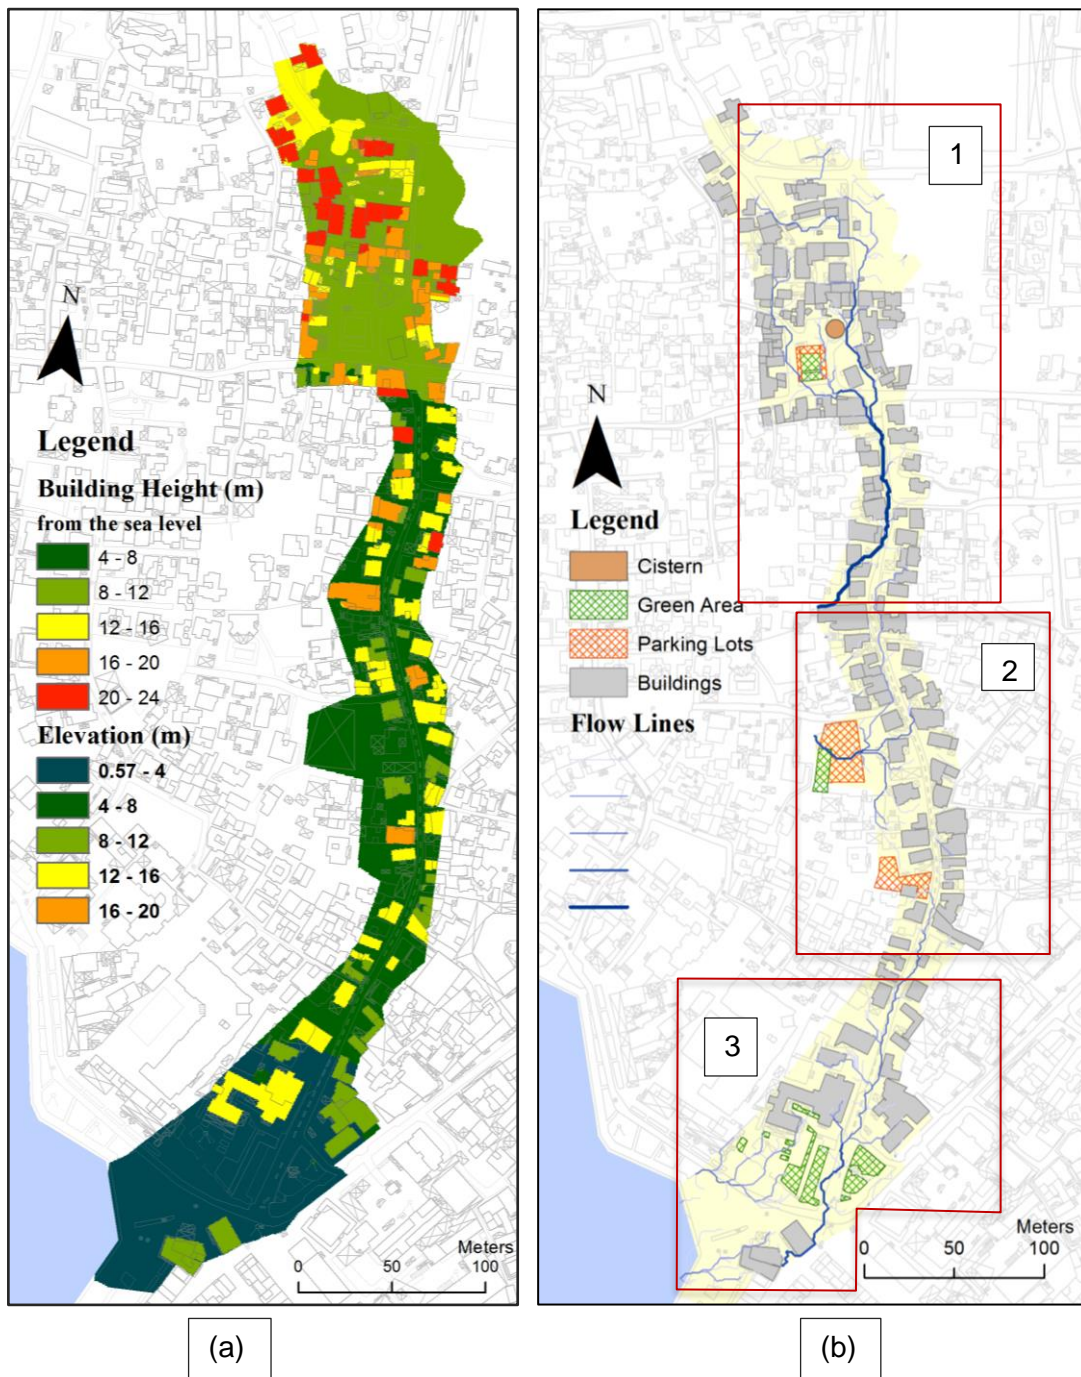 N
Legend
Building Height (m)
from the sea level
4 - 8
8 - 12
12 - 16
16 - 20
20 - 24
Elevation (m)
0.57 - 4
4 - 8
8 - 12
12 - 16
16 - 20
Meters
0 50 100
(a)
1
2
3
N
Legend
Cistern
Green Area
Parking Lots
Buildings
Flow Lines
Meters
0 50 100
(b)